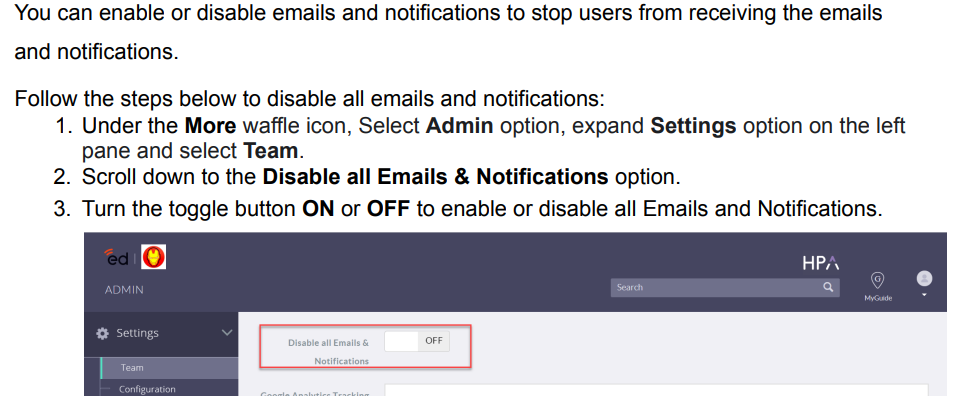 You can enable or disable emails and notifications to stop users from receiving the emails
and notifications.
Follow the steps below to disable all emails and notifications:
1. Under the More waffle icon, Select Admin option, expand Settings option on the left
pane and select Team.
2. Scroll down to the Disable all Emails & Notifications option.
3. Turn the toggle button ON or OFF to enable or disable all Emails and Notifications.
ed
HPA
ADMIN
Search
G
MyGuide
Settings
Disable all Emails &
Notifications
OFF
Team
Configuration
Google Analytics Tracking